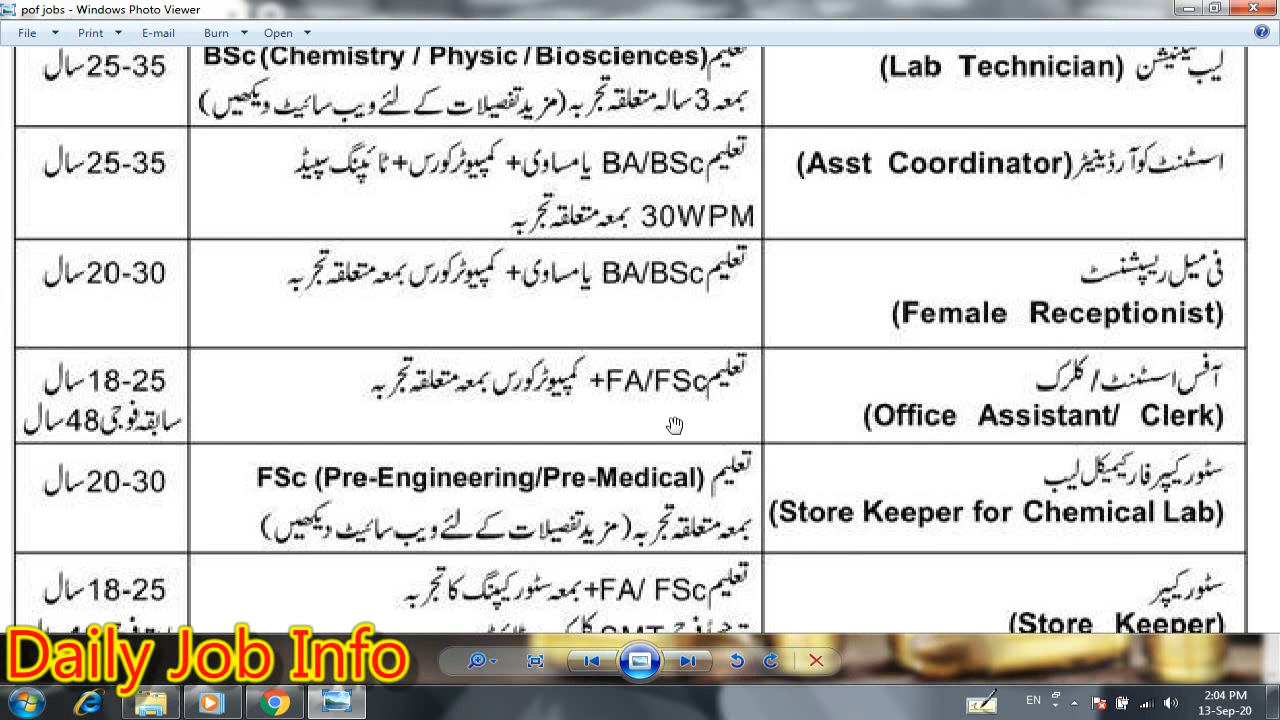 pof jobs - Windows Photo Viewer
File Print E-mail Burn Open
لیب ٹیکنیشن (Lab Technician)
تعلیم BSc (Chemistry / Physic / Biosciences)
بمعہ 3 سالہ متعلقہ تجربہ (مزید تفصیلات کے لئے ویب سائیٹ دیکھیں)
25-35 سال
اسسٹنٹ کوآرڈینیٹر (Asst Coordinator)
تعلیم BA/BSc یا مساوی + کمپیوٹر کورس + ٹائپنگ سپیڈ
30WPM بمعہ متعلقہ تجربہ
25-35 سال
فی میل ریسپشنسٹ
(Female Receptionist)
تعلیم BA/BSc یا مساوی + کمپیوٹر کورس بمعہ متعلقہ تجربہ
20-30 سال
آفس اسسٹنٹ / کلرک
(Office Assistant/ Clerk)
تعلیم FA/FSc + کمپیوٹر کورس بمعہ متعلقہ تجربہ
18-25 سال
سابقہ فوجی 48 سال
سٹور کیپر فار کیمیکل لیب
(Store Keeper for Chemical Lab)
تعلیم FSc (Pre-Engineering/Pre-Medical)
بمعہ متعلقہ تجربہ (مزید تفصیلات کے لئے ویب سائیٹ دیکھیں)
20-30 سال
سٹور کیپر
(Store Keeper)
تعلیم FA/ FSc + بمعہ سٹور کیپنگ کا تجربہ
18-25 سال
Daily Job Info
EN
2:04 PM
13-Sep-20